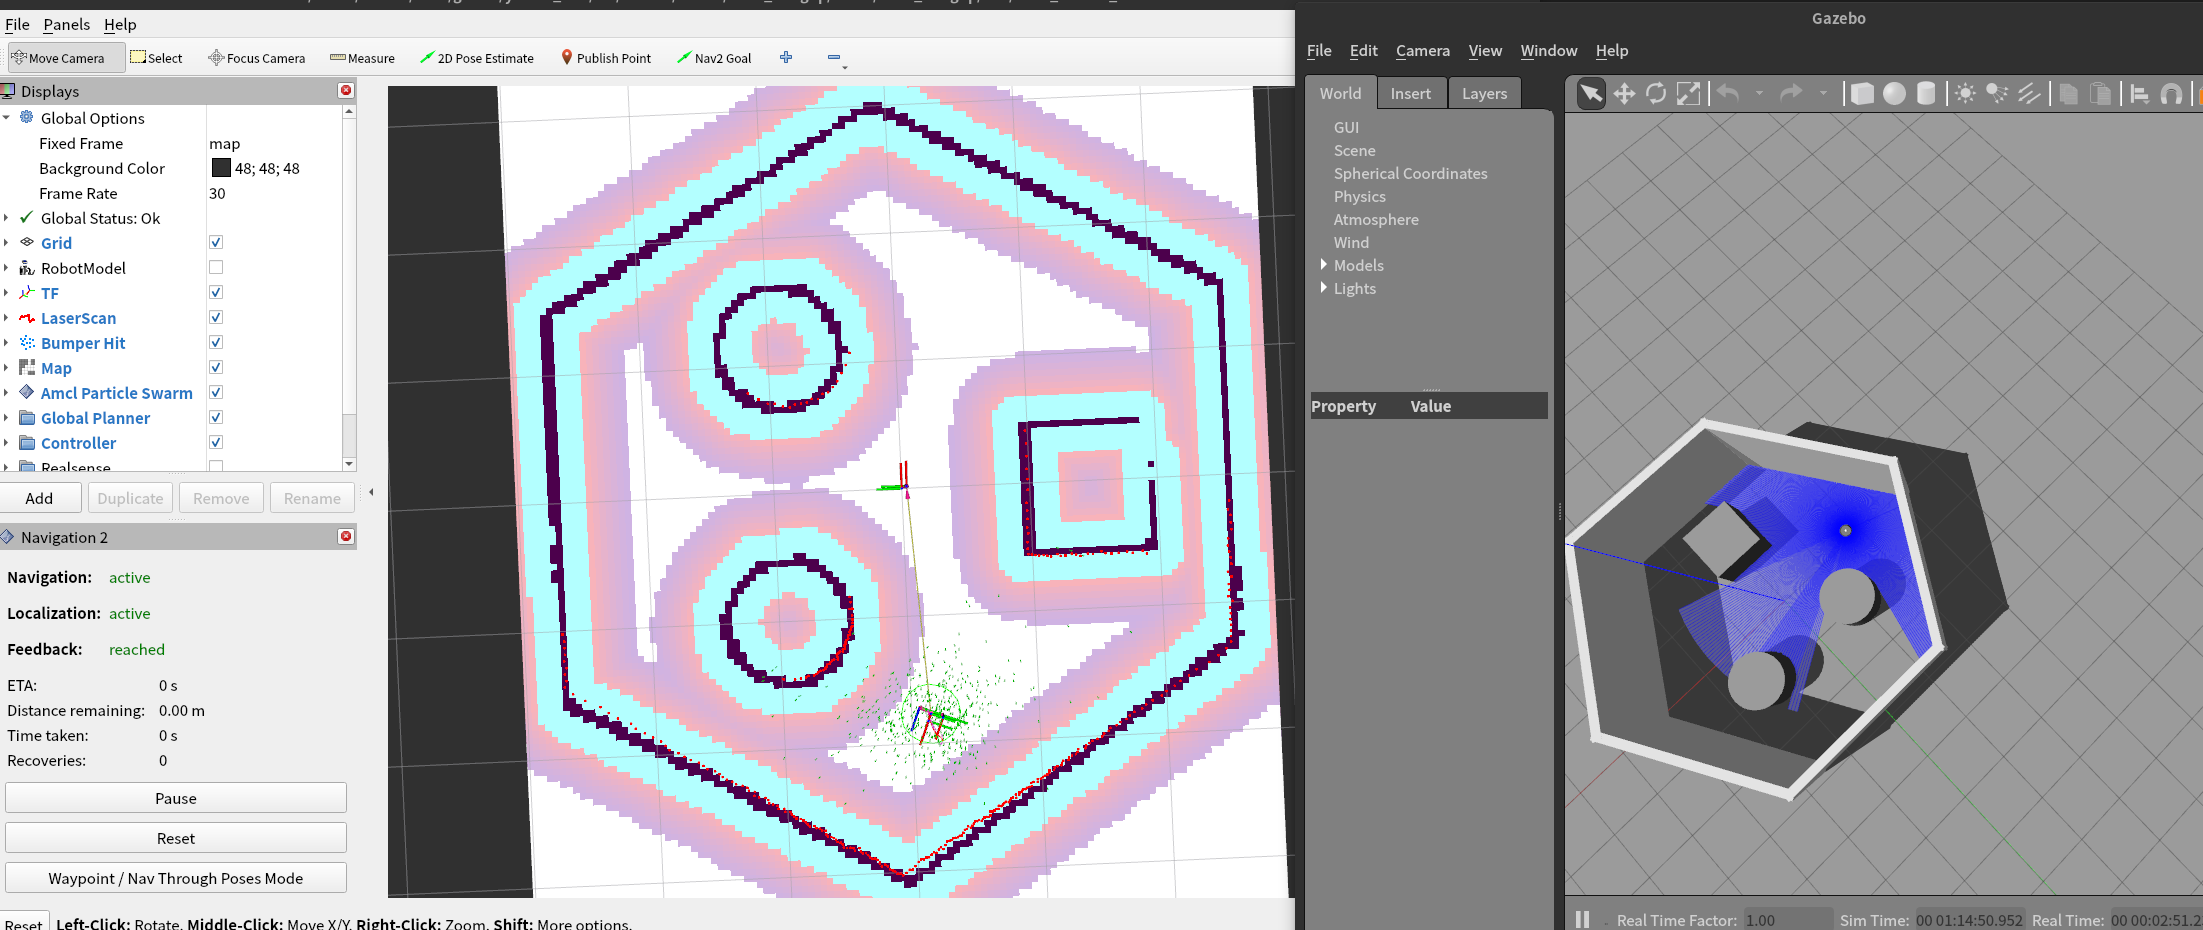 File Panels Help
Move Camera Select Focus Camera Measure 2D Pose Estimate Publish Point Nav2 Goal
Displays
Global Options
Fixed Frame map
Background Color 48; 48; 48
Frame Rate 30
Global Status: Ok
Grid
RobotModel
TF
LaserScan
Bumper Hit
Map
Amcl Particle Swarm
Global Planner
Controller
Realsense
Add Duplicate Remove Rename
Navigation 2
Navigation: active
Localization: active
Feedback: reached
ETA: 0 s
Distance remaining: 0.00 m
Time taken: 0 s
Recoveries: 0
Pause
Reset
Waypoint / Nav Through Poses Mode
Reset Left-Click: Rotate. Middle-Click: Move X/Y. Right-Click: Zoom. Shift: More options.
Gazebo
File Edit Camera View Window Help
World Insert Layers
GUI
Scene
Spherical Coordinates
Physics
Atmosphere
Wind
Models
Lights
Property Value
Real Time Factor: 1.00 Sim Time: 00 01:14:50.952 Real Time: 00 00:02:51.2